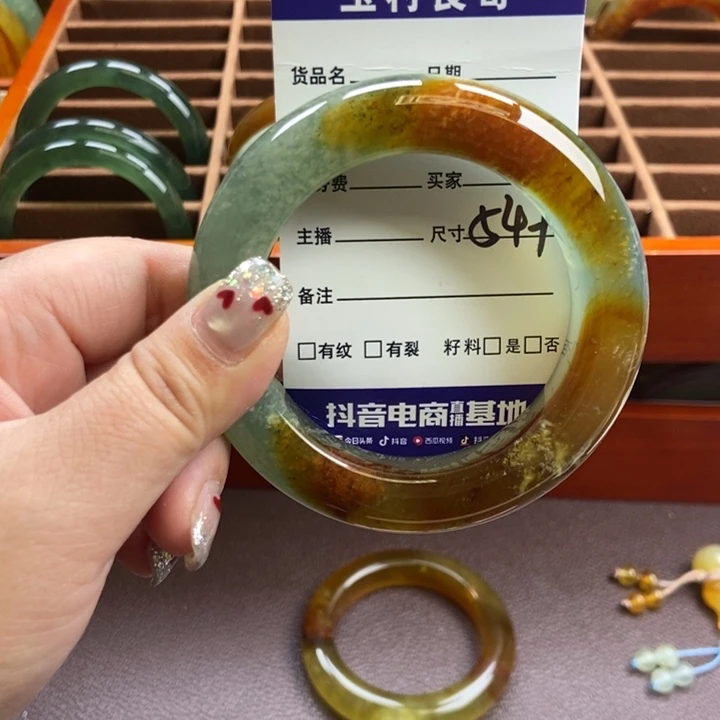 货品名 日期
费 买家
主播 尺寸 54+
备注
□有纹 □有裂 籽料□是□否
抖音电商直播基地
今日头条 抖音 西瓜视频